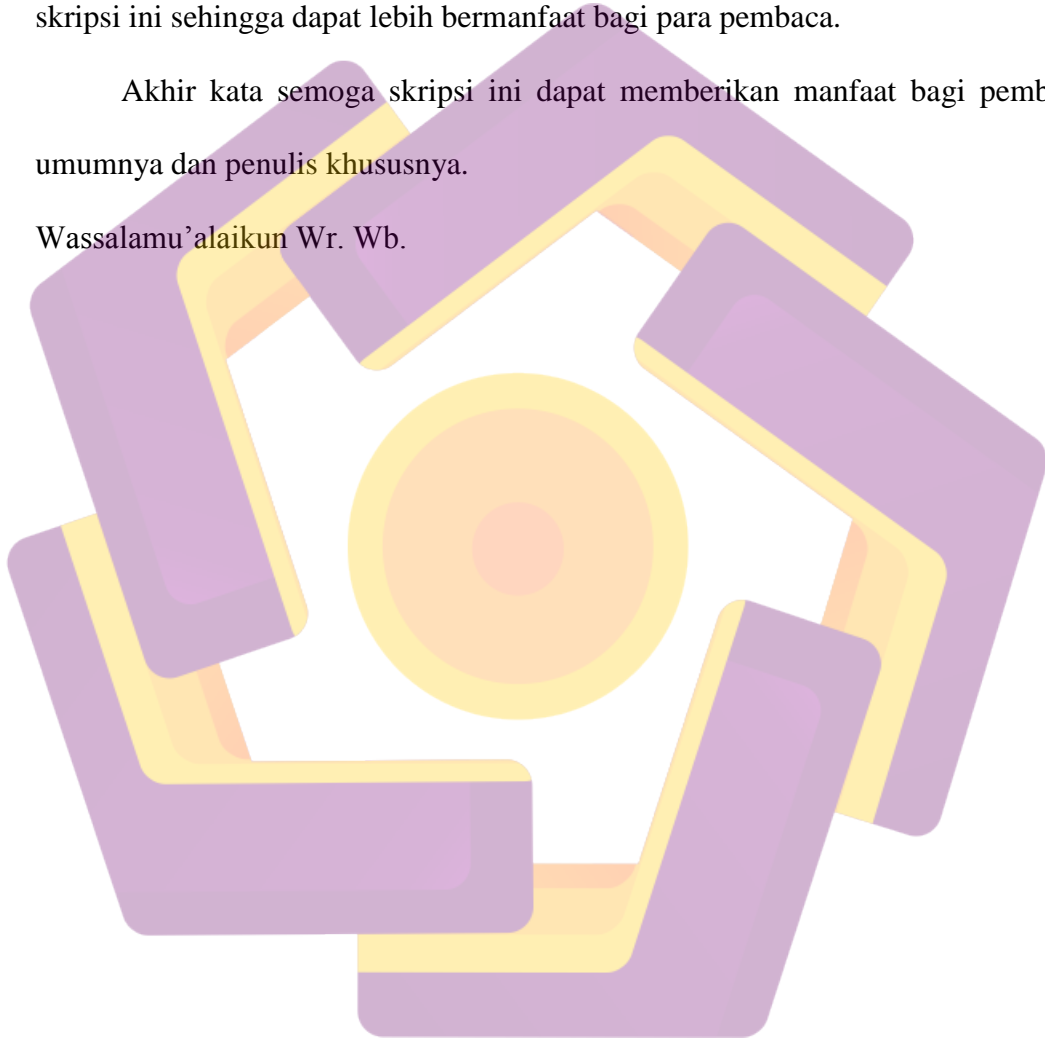 skripsi ini sehingga dapat lebih bermanfaat bagi para pembaca.
Akhir kata semoga skripsi ini dapat memberikan manfaat bagi pemb
umumnya dan penulis khususnya.
Wassalamu’alaikun Wr. Wb.